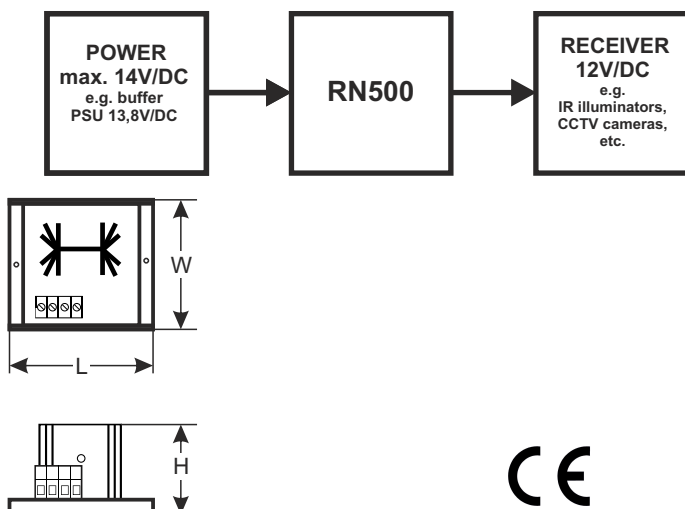 POWER
max. 14V/DC
e.g. buffer
PSU 13,8V/DC
RN500
RECEIVER
12V/DC
e.g.
IR illuminators,
CCTV cameras,
etc.
W
L
H
CE